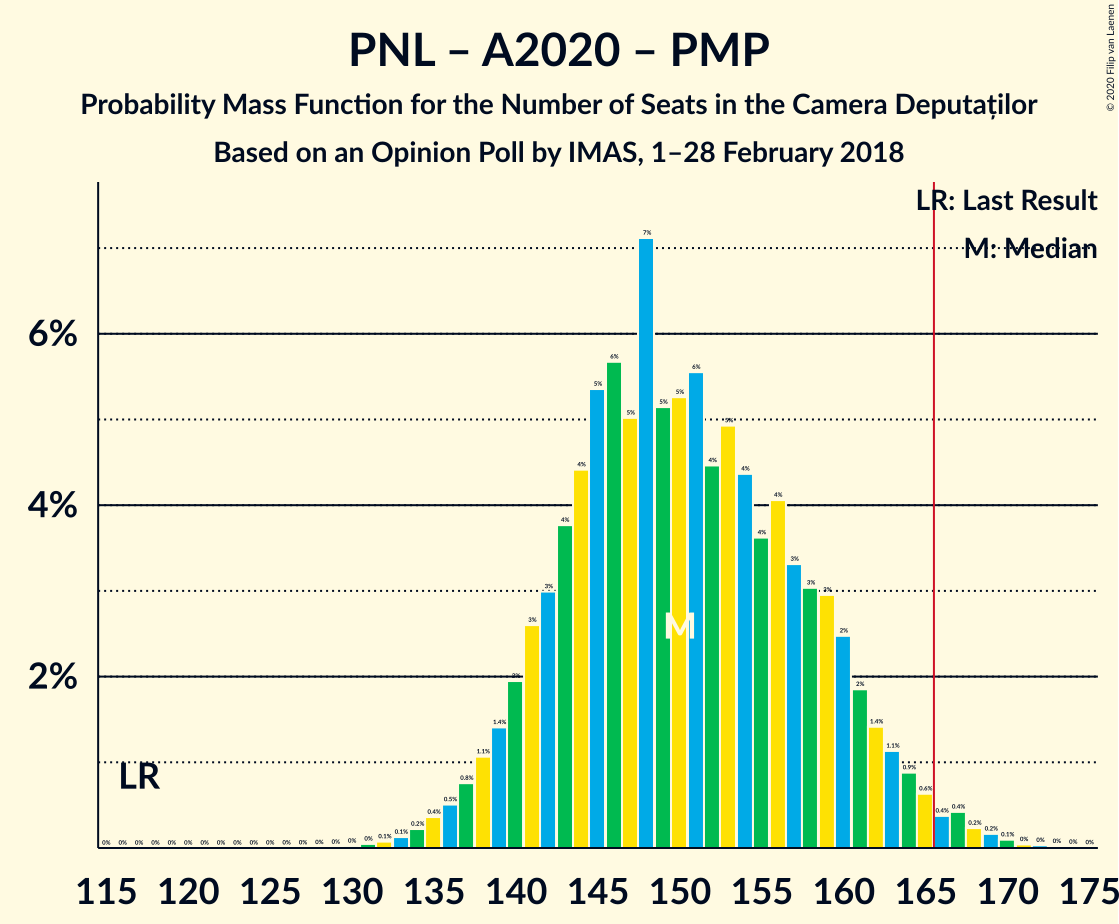 PNL – A2020 – PMP
Probability Mass Function for the Number of Seats in the Camera Deputaților
Based on an Opinion Poll by IMAS, 1–28 February 2018
© 2020 Filip van Laenen
LR: Last Result
M: Median
7%
6% 6% 6%
5% 5% 5% 5% 5%
4% 4% 4% 4% 4% 4% 4%
4%
3% 3% 3% 3% 3%
M
2% 2% 2% 2%
1.4% 1.4%
1.1% 1.1%
LR
0.8% 0.9%
0.5% 0.6%
0.4% 0.4% 0.4%
0.2% 0.2% 0.2%
0% 0% 0% 0% 0% 0% 0% 0% 0% 0% 0% 0% 0% 0% 0% 0% 0% 0.1% 0.1% 0.1% 0% 0% 0% 0% 0%
115 120 125 130 135 140 145 150 155 160 165 170 175